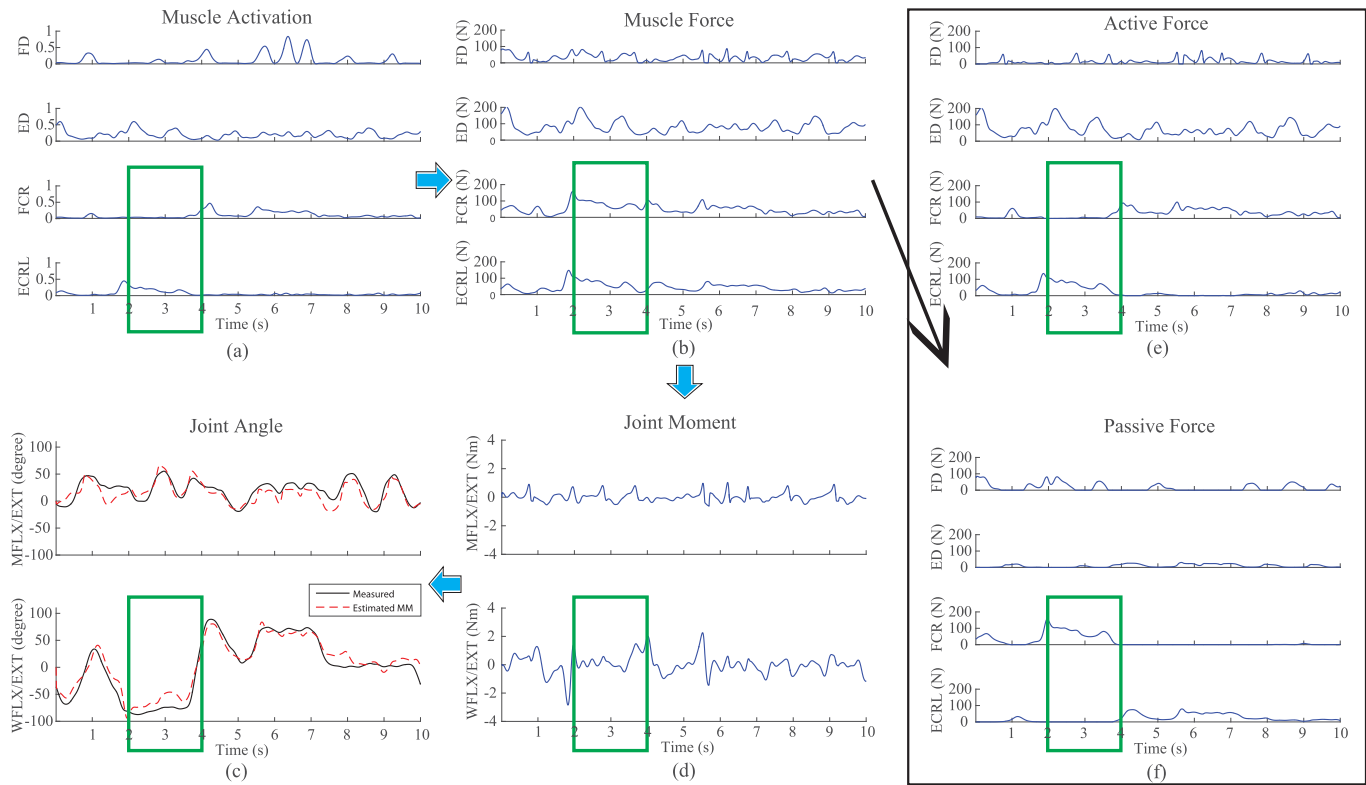 Muscle Activation
FD
1
0.5
0
ED
1
0.5
0
FCR
1
0.5
0
ECRL
1
0.5
0
1 2 3 4 5 6 7 8 9 10
Time (s)
(a)
Muscle Force
FD (N)
200
100
0
ED (N)
200
100
0
FCR (N)
200
100
0
ECRL (N)
200
100
0
1 2 3 4 5 6 7 8 9 10
Time (s)
(b)
Active Force
FD (N)
200
100
0
ED (N)
200
100
0
FCR (N)
200
100
0
ECRL (N)
200
100
0
1 2 3 4 5 6 7 8 9 10
Time (s)
(e)
Joint Angle
MFLX/EXT (degree)
100
50
0
-50
-100
Measured
Estimated MM
WFLX/EXT (degree)
100
50
0
-50
-100
1 2 3 4 5 6 7 8 9 10
Time (s)
(c)
Joint Moment
MFLX/EXT (Nm)
4
2
0
-2
-4
WFLX/EXT (Nm)
4
2
0
-2
-4
1 2 3 4 5 6 7 8 9 10
Time (s)
(d)
Passive Force
FD (N)
200
100
0
ED (N)
200
100
0
FCR (N)
200
100
0
ECRL (N)
200
100
0
1 2 3 4 5 6 7 8 9 10
Time (s)
(f)